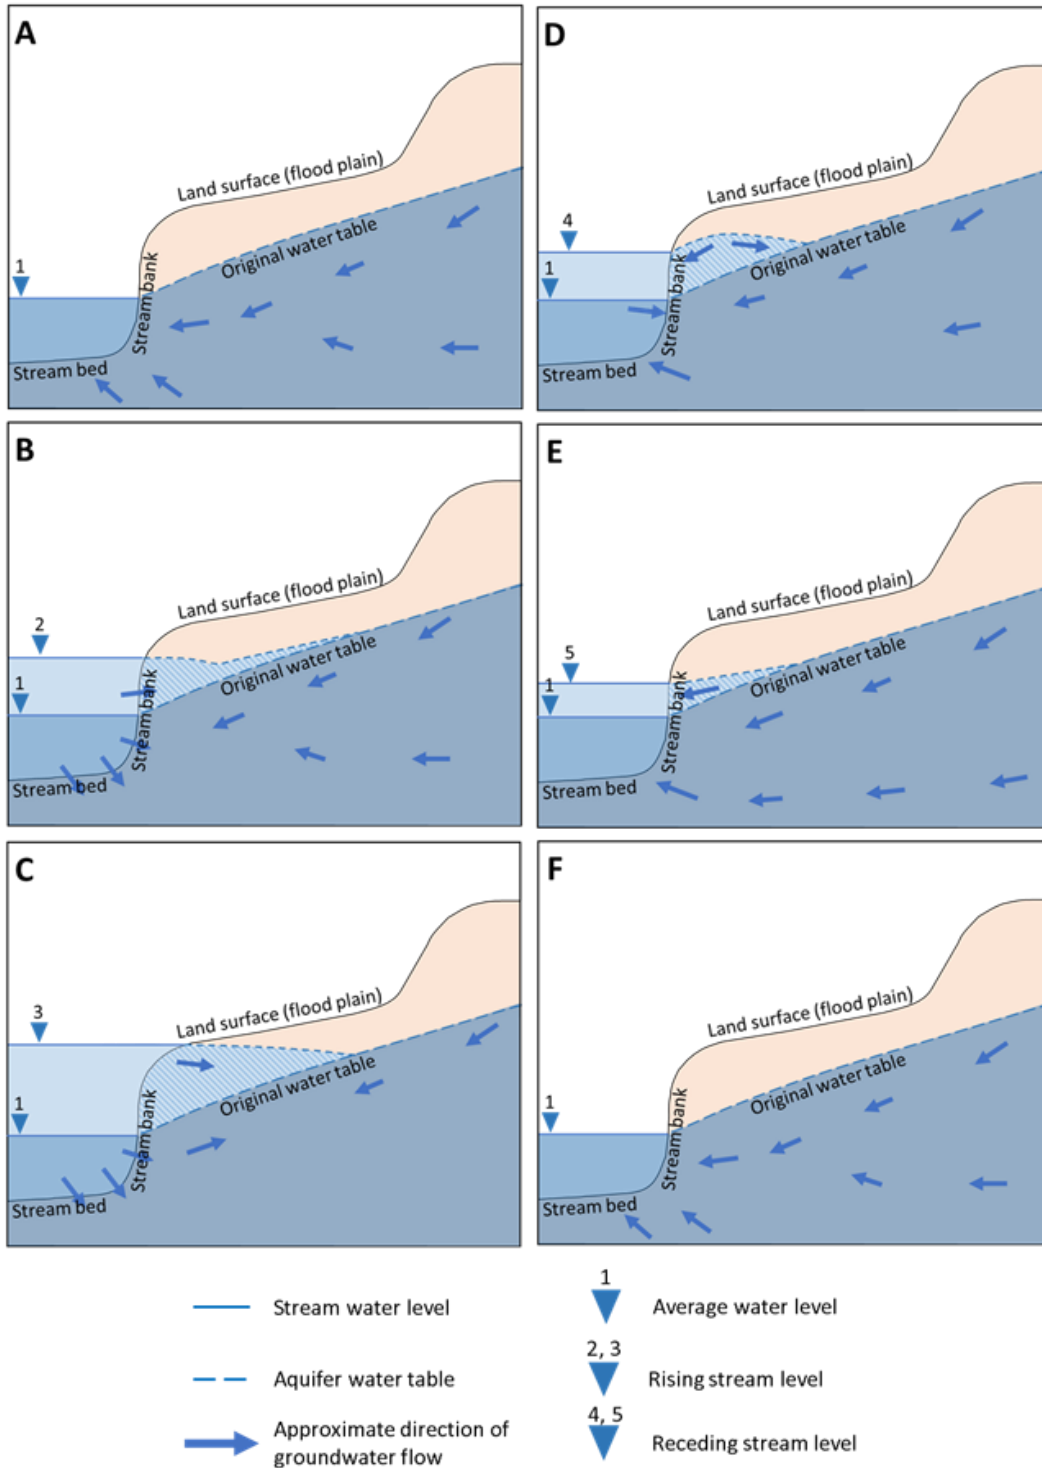 A
1
Land surface (flood plain)
Original water table
Stream bank
Stream bed
D
4
1
Land surface (flood plain)
Original water table
Stream bank
Stream bed
B
2
1
Land surface (flood plain)
Original water table
Stream bank
Stream bed
E
5
1
Land surface (flood plain)
Original water table
Stream bank
Stream bed
C
3
1
Land surface (flood plain)
Original water table
Stream bank
Stream bed
F
1
Land surface (flood plain)
Original water table
Stream bank
Stream bed
Stream water level
Aquifer water table
Approximate direction of
groundwater flow
1
Average water level
2, 3
Rising stream level
4, 5
Receding stream level